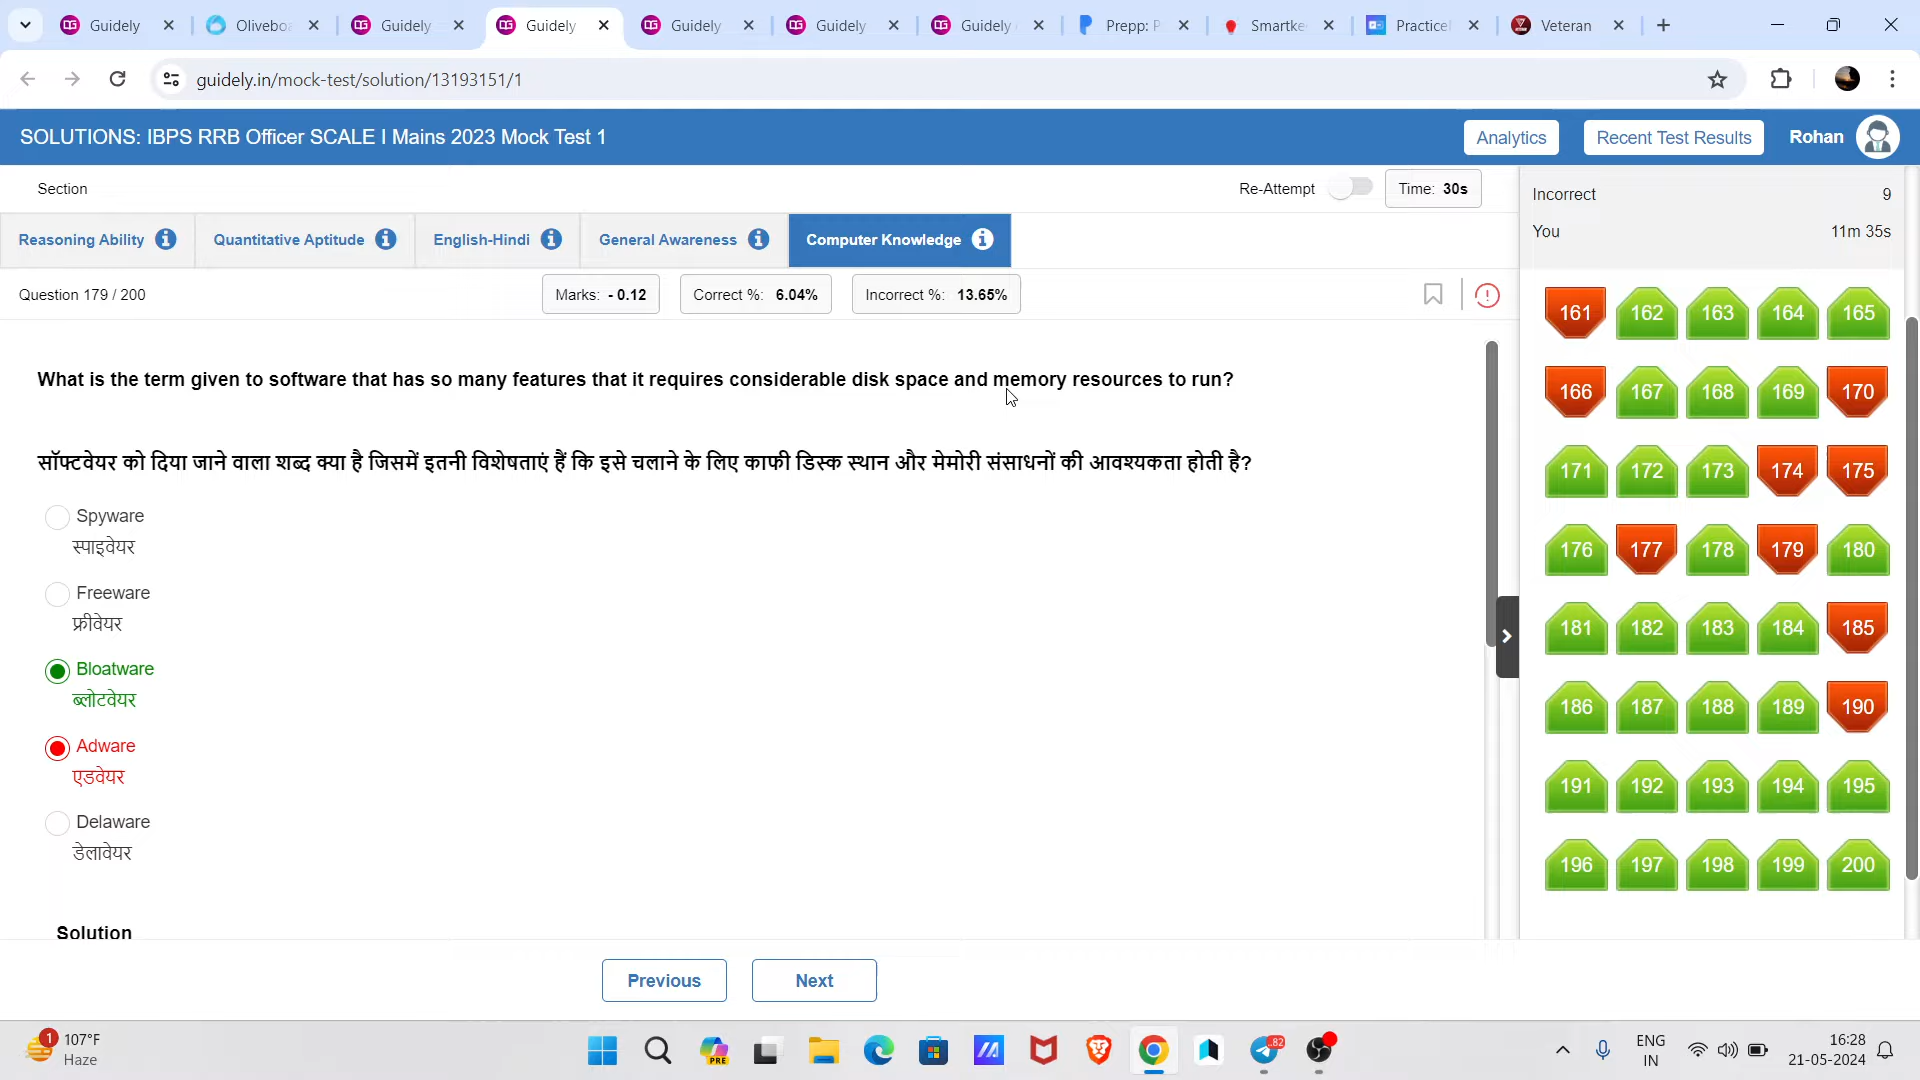 Guidely
Oliveboa
Guidely
Guidely
Guidely
Guidely
Guidely
Prepp: P
Smartke
Practice
Veteran
guidely.in/mock-test/solution/13193151/1
SOLUTIONS: IBPS RRB Officer SCALE I Mains 2023 Mock Test 1
Analytics
Recent Test Results
Rohan
Section
Re-Attempt
Time: 30s
Incorrect 9
You 11m 35s
Reasoning Ability
Quantitative Aptitude
English-Hindi
General Awareness
Computer Knowledge
Question 179 / 200
Marks: - 0.12
Correct %: 6.04%
Incorrect %: 13.65%
What is the term given to software that has so many features that it requires considerable disk space and memory resources to run?
सॉफ्टवेयर को दिया जाने वाला शब्द क्या है जिसमें इतनी विशेषताएं हैं कि इसे चलाने के लिए काफी डिस्क स्थान और मेमोरी संसाधनों की आवश्यकता होती है?
Spyware
स्पाइवेयर
Freeware
फ्रीवेयर
Bloatware
ब्लोटवेयर
Adware
एडवेयर
Delaware
डेलावेयर
Solution
161 162 163 164 165
166 167 168 169 170
171 172 173 174 175
176 177 178 179 180
181 182 183 184 185
186 187 188 189 190
191 192 193 194 195
196 197 198 199 200
Previous
Next
1
107°F
Haze
PRE
82
ENG
IN
16:28
21-05-2024